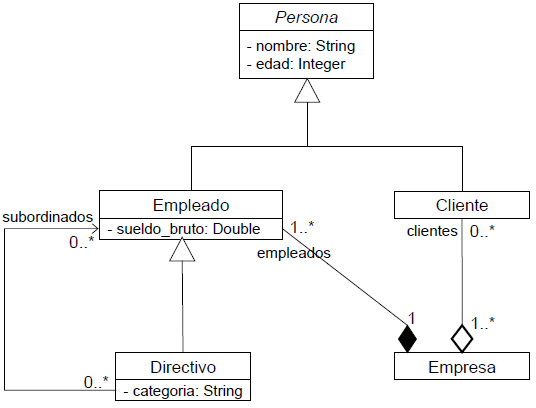 Persona
- nombre: String
- edad: Integer
Empleado
- sueldo_bruto: Double
Cliente
subordinados
0..*
1..*
empleados
clientes
0..*
1
1..*
Directivo
- categoria: String
0..*
Empresa